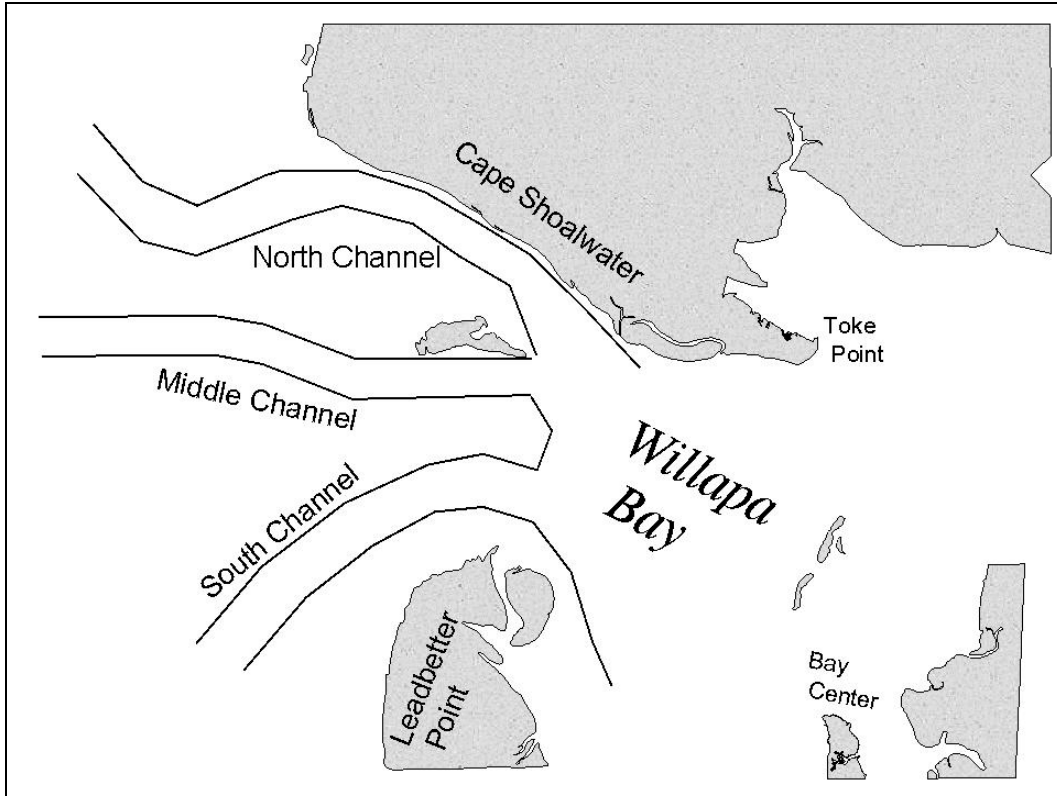 Cape Shoalwater
North Channel
Toke
Point
Middle Channel
Willapa
Bay
South Channel
Leadbetter
Point
Bay
Center